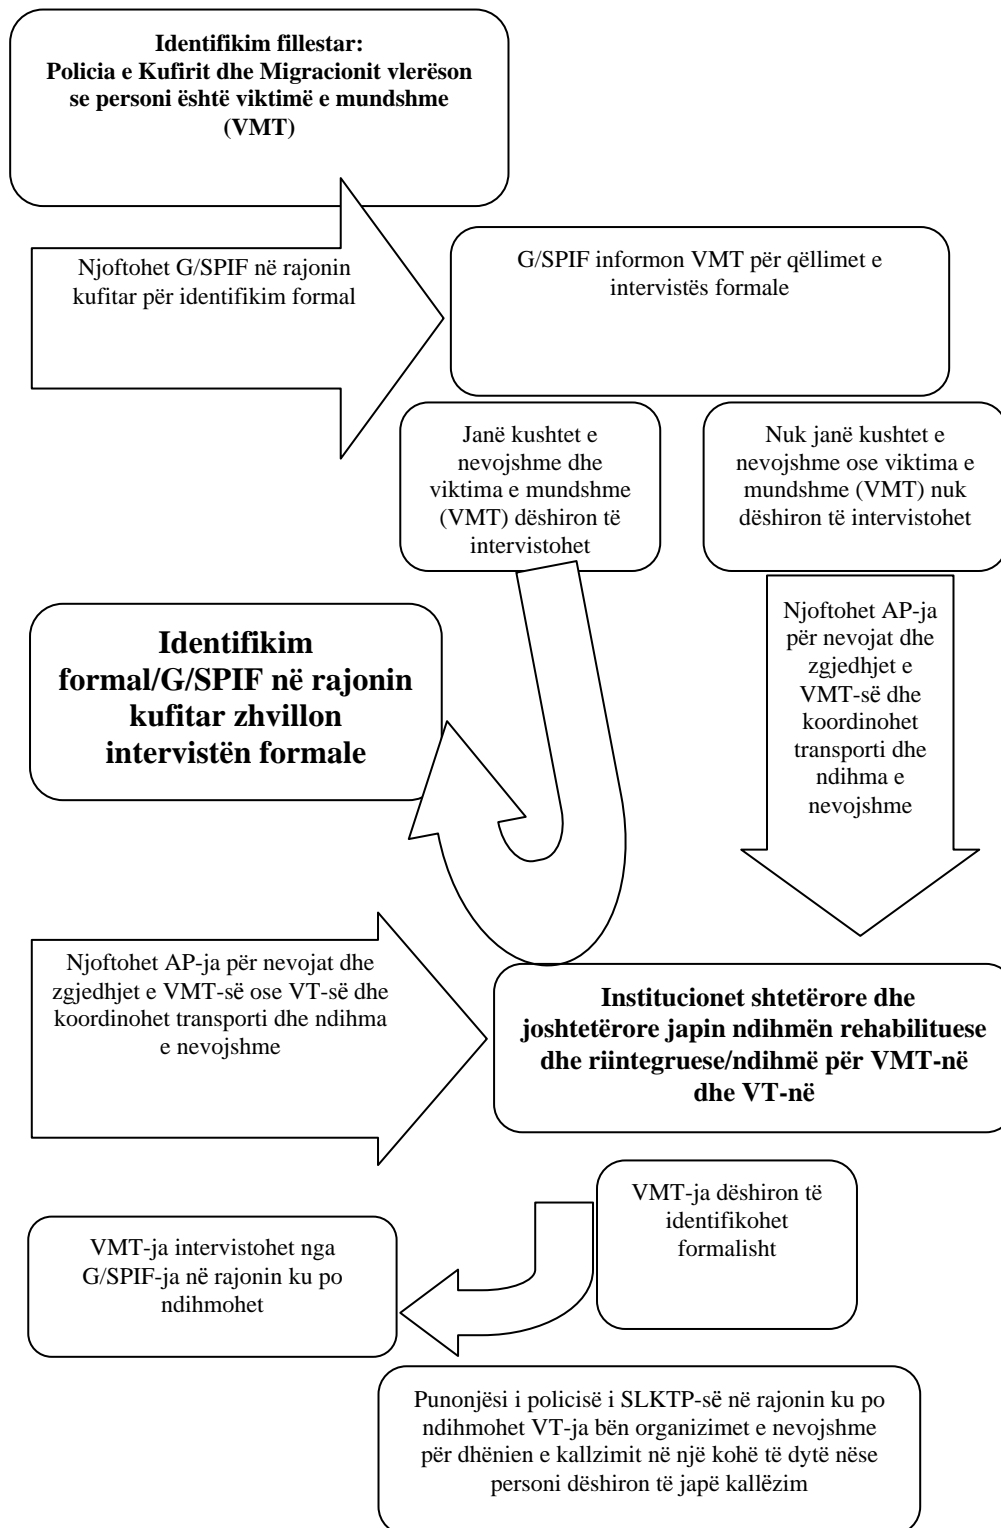 Identifikim fillestar:
Policia e Kufirit dhe Migracionit vlerëson
se personi është viktimë e mundshme
(VMT)
Njoftohet G/SPIF në rajonin
kufitar për identifikim formal
G/SPIF informon VMT për qëllimet e
intervistës formale
Janë kushtet e
nevojshme dhe
viktima e mundshme
(VMT) dëshiron të
intervistohet
Nuk janë kushtet e
nevojshme ose viktima e
mundshme (VMT) nuk
dëshiron të intervistohet
Njoftohet AP-ja
për nevojat dhe
zgjedhjet e
VMT-së dhe
koordinohet
transporti dhe
ndihma e
nevojshme
Identifikim
formal/G/SPIF në rajonin
kufitar zhvillon
intervistën formale
Njoftohet AP-ja për nevojat dhe
zgjedhjet e VMT-së ose VT-së dhe
koordinohet transporti dhe ndihma
e nevojshme
Institucionet shtetërore dhe
joshtetërore japin ndihmën rehabilituese
dhe riintegruese/ndihmë për VMT-në
dhe VT-në
VMT-ja dëshiron të
identifikohet
formalisht
VMT-ja intervistohet nga
G/SPIF-ja në rajonin ku po
ndihmohet
Punonjësi i policisë i SLKTP-së në rajonin ku po
ndihmohet VT-ja bën organizimet e nevojshme
për dhënien e kallzimit në një kohë të dytë nëse
personi dëshiron të japë kallëzim